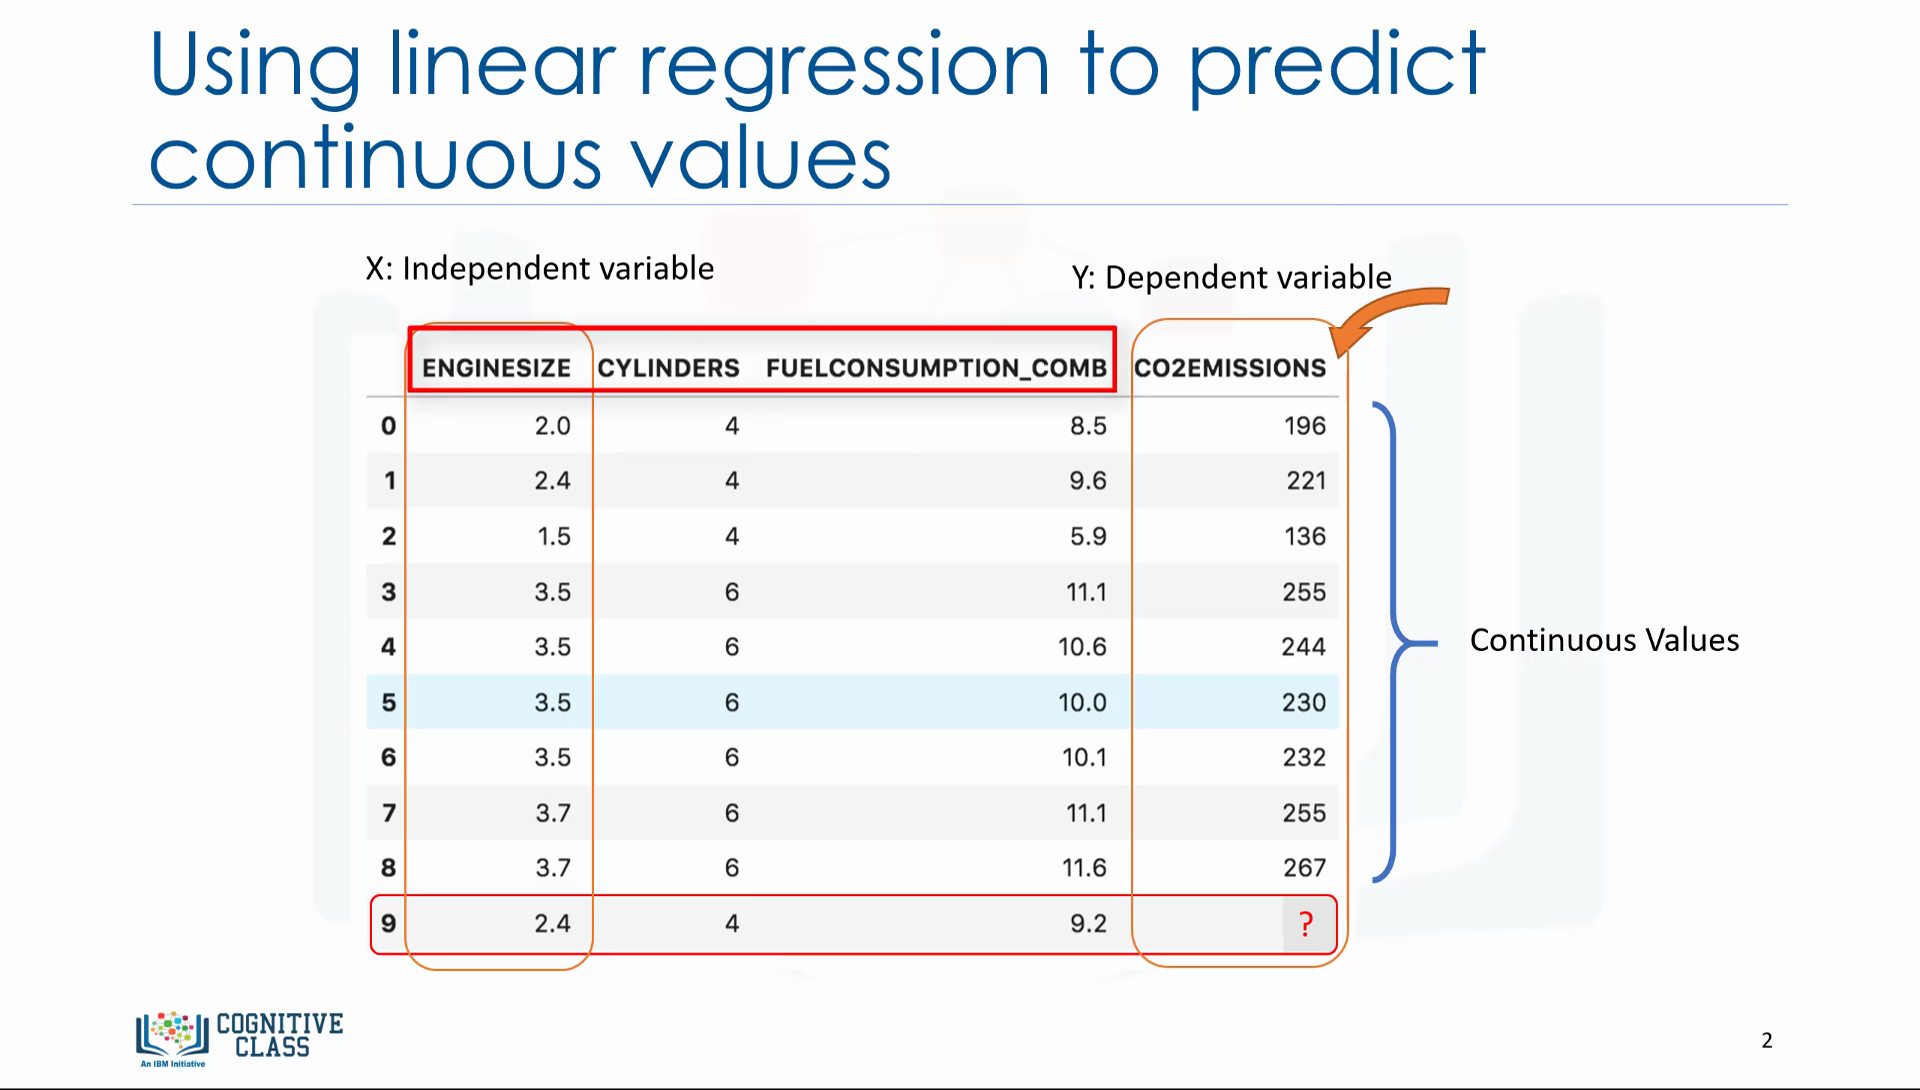 Using linear regression to predict
continuous values
X: Independent variable
Y: Dependent variable
ENGINESIZE CYLINDERS FUELCONSUMPTION_COMB CO2EMISSIONS
0 2.0 4 8.5 196
1 2.4 4 9.6 221
2 1.5 4 5.9 136
3 3.5 6 11.1 255
4 3.5 6 10.6 244
5 3.5 6 10.0 230
6 3.5 6 10.1 232
7 3.7 6 11.1 255
8 3.7 6 11.6 267
9 2.4 4 9.2 ?
Continuous Values
COGNITIVE
CLASS
An IBM Initiative
2